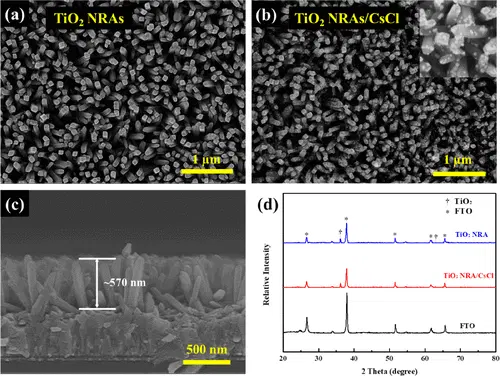 (a) TiO₂ NRAs
1 μm
(b) TiO₂ NRAs/CsCl
1 μm
(c)
~570 nm
500 nm
(d)
† TiO₂
* FTO
* † * * * † *
TiO₂ NRA
TiO₂ NRA/CsCl
FTO
Relative Intensity
20 30 40 50 60 70 80
2 Theta (degree)